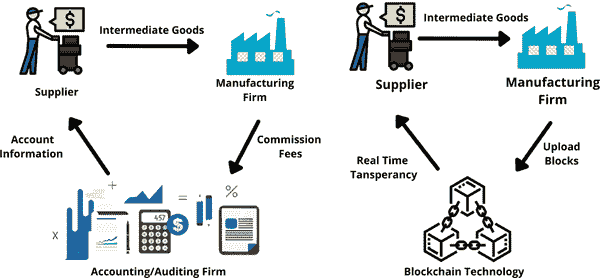 $
Intermediate Goods
Supplier
Manufacturing
Firm
Account
Information
Commission
Fees
+
=
%
x
457
$
Accounting/Auditing Firm
$
Intermediate Goods
Supplier
Manufacturing
Firm
Real Time
Tansperancy
Upload
Blocks
Blockchain Technology